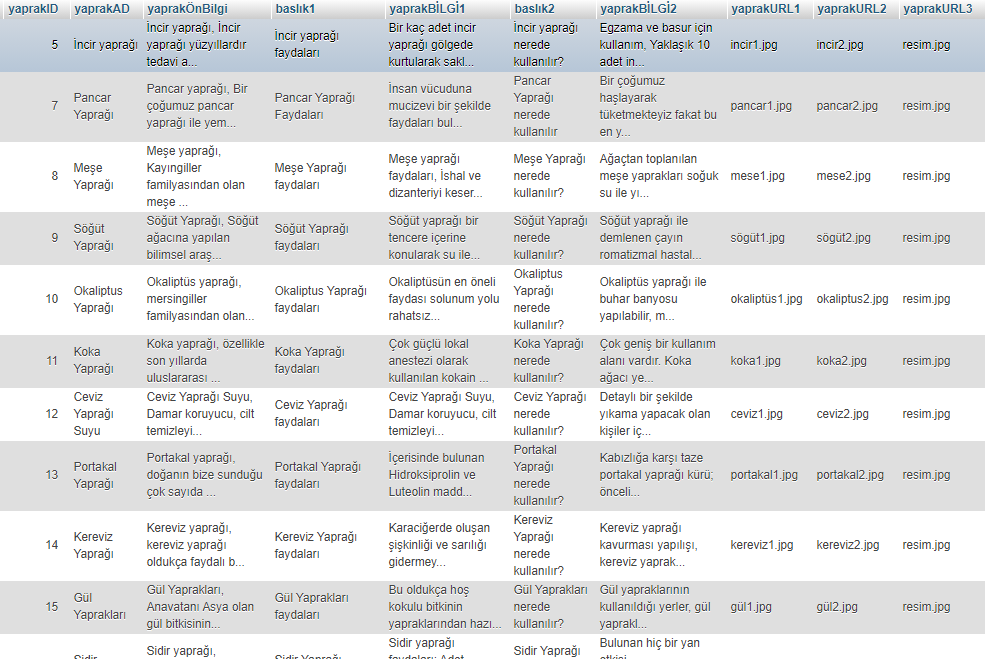 yaprakID yaprakAD yaprakÖnBilgi baslık1 yaprakBİLGİ1 baslık2 yaprakBİLGİ2 yaprakURL1 yaprakURL2 yaprakURL3
5 İncir yaprağı İncir yaprağı, İncir yaprağı yüzyıllardır tedavi a... İncir yaprağı faydaları Bir kaç adet incir yaprağı gölgede kurtularak sakl... İncir yaprağı nerede kullanılır? Egzama ve basur için kullanım, Yaklaşık 10 adet in... incir1.jpg incir2.jpg resim.jpg
7 Pancar Yaprağı Pancar yaprağı, Bir çoğumuz pancar yaprağı ile yem... Pancar Yaprağı Faydaları İnsan vücuduna mucizevi bir şekilde faydaları bul... Pancar Yaprağı nerede kullanılır Bir çoğumuz haşlayarak tüketmekteyiz fakat bu en y... pancar1.jpg pancar2.jpg resim.jpg
8 Meşe Yaprağı Meşe yaprağı, Kayıngiller familyasından olan meşe ... Meşe Yaprağı faydaları Meşe yaprağı faydaları, İshal ve dizanteriyi keser... Meşe Yaprağı nerede kullanılır? Ağaçtan toplanılan meşe yaprakları soğuk su ile yı... mese1.jpg mese2.jpg resim.jpg
9 Söğüt Yaprağı Söğüt Yaprağı, Söğüt ağacına yapılan bilimsel araş... Söğüt Yaprağı faydaları Söğüt yaprağı bir tencere içerine konularak su ile... Söğüt Yaprağı nerede kullanılır? Söğüt yaprağı ile demlenen çayın romatizmal hastal... sögüt1.jpg sögüt2.jpg resim.jpg
10 Okaliptus Yaprağı Okaliptüs yaprağı, mersingiller familyasından olan... Okaliptus Yaprağı faydaları Okaliptüsün en öneli faydası solunum yolu rahatsız... Okaliptus Yaprağı nerede kullanılır? Okaliptüs yaprağı ile buhar banyosu yapılabilir, m... okaliptüs1.jpg okaliptus2.jpg resim.jpg
11 Koka Yaprağı Koka yaprağı, özellikle son yıllarda uluslararası ... Koka Yaprağı faydaları Çok güçlü lokal anestezi olarak kullanılan kokain ... Koka Yaprağı nerede kullanılır? Çok geniş bir kullanım alanı vardır. Koka ağacı ye... koka1.jpg koka2.jpg resim.jpg
12 Ceviz Yaprağı Suyu Ceviz Yaprağı Suyu, Damar koruyucu, cilt temizleyi... Ceviz Yaprağı faydaları Ceviz Yaprağı Suyu, Damar koruyucu, cilt temizleyi... Ceviz Yaprağı nerede kullanılır? Detaylı bir şekilde yıkama yapacak olan kişiler iç... ceviz1.jpg ceviz2.jpg resim.jpg
13 Portakal Yaprağı Portakal yaprağı, doğanın bize sunduğu çok sayıda ... Portakal Yaprağı faydaları İçerisinde bulunan Hidroksiprolin ve Luteolin madd... Portakal Yaprağı nerede kullanılır? Kabızlığa karşı taze portakal yaprağı kürü; önceli... portakal1.jpg portakal2.jpg resim.jpg
14 Kereviz Yaprağı Kereviz yaprağı, kereviz yaprağı oldukça faydalı b... Kereviz Yaprağı faydaları Karaciğerde oluşan şişkinliği ve sarılığı gidermey... Kereviz Yaprağı nerede kullanılır? Kereviz yaprağı kavurması yapılışı, kereviz yaprak... kereviz1.jpg kereviz2.jpg resim.jpg
15 Gül Yaprakları Gül Yaprakları, Anavatanı Asya olan gül bitkisinin... Gül Yaprakları faydaları Bu oldukça hoş kokulu bitkinin yapraklarından hazı... Gül Yaprakları nerede kullanılır? Gül yapraklarının kullanıldığı yerler, gül yaprakl... gül1.jpg gül2.jpg resim.jpg
Sidir Sidir yaprağı, Sidir Yaprağı Sidir yaprağı faydaları; Adet Sidir Yaprağı Bulunan hiç bir yan etkisi